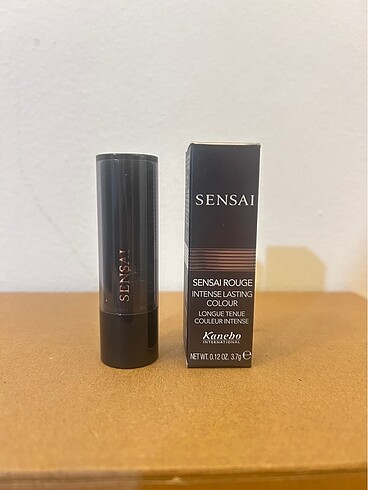 SENSAI
SENSAI
SENSAI ROUGE
INTENSE LASTING
COLOUR
LONGUE TENUE
COULEUR INTENSE
Kanebo
INTERNATIONAL
NET WT. 0.12 OZ. 3.7g ℮